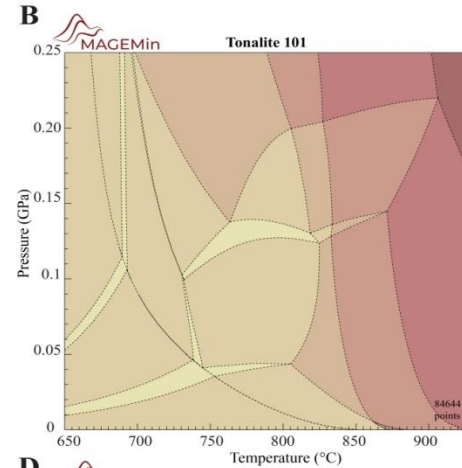 B
MAGEMin
Tonalite 101
0.25
0.20
0.15
0.1
0.05
0
Pressure (GPa)
84644
points
650 700 750 800 850 900
Temperature (°C)
D